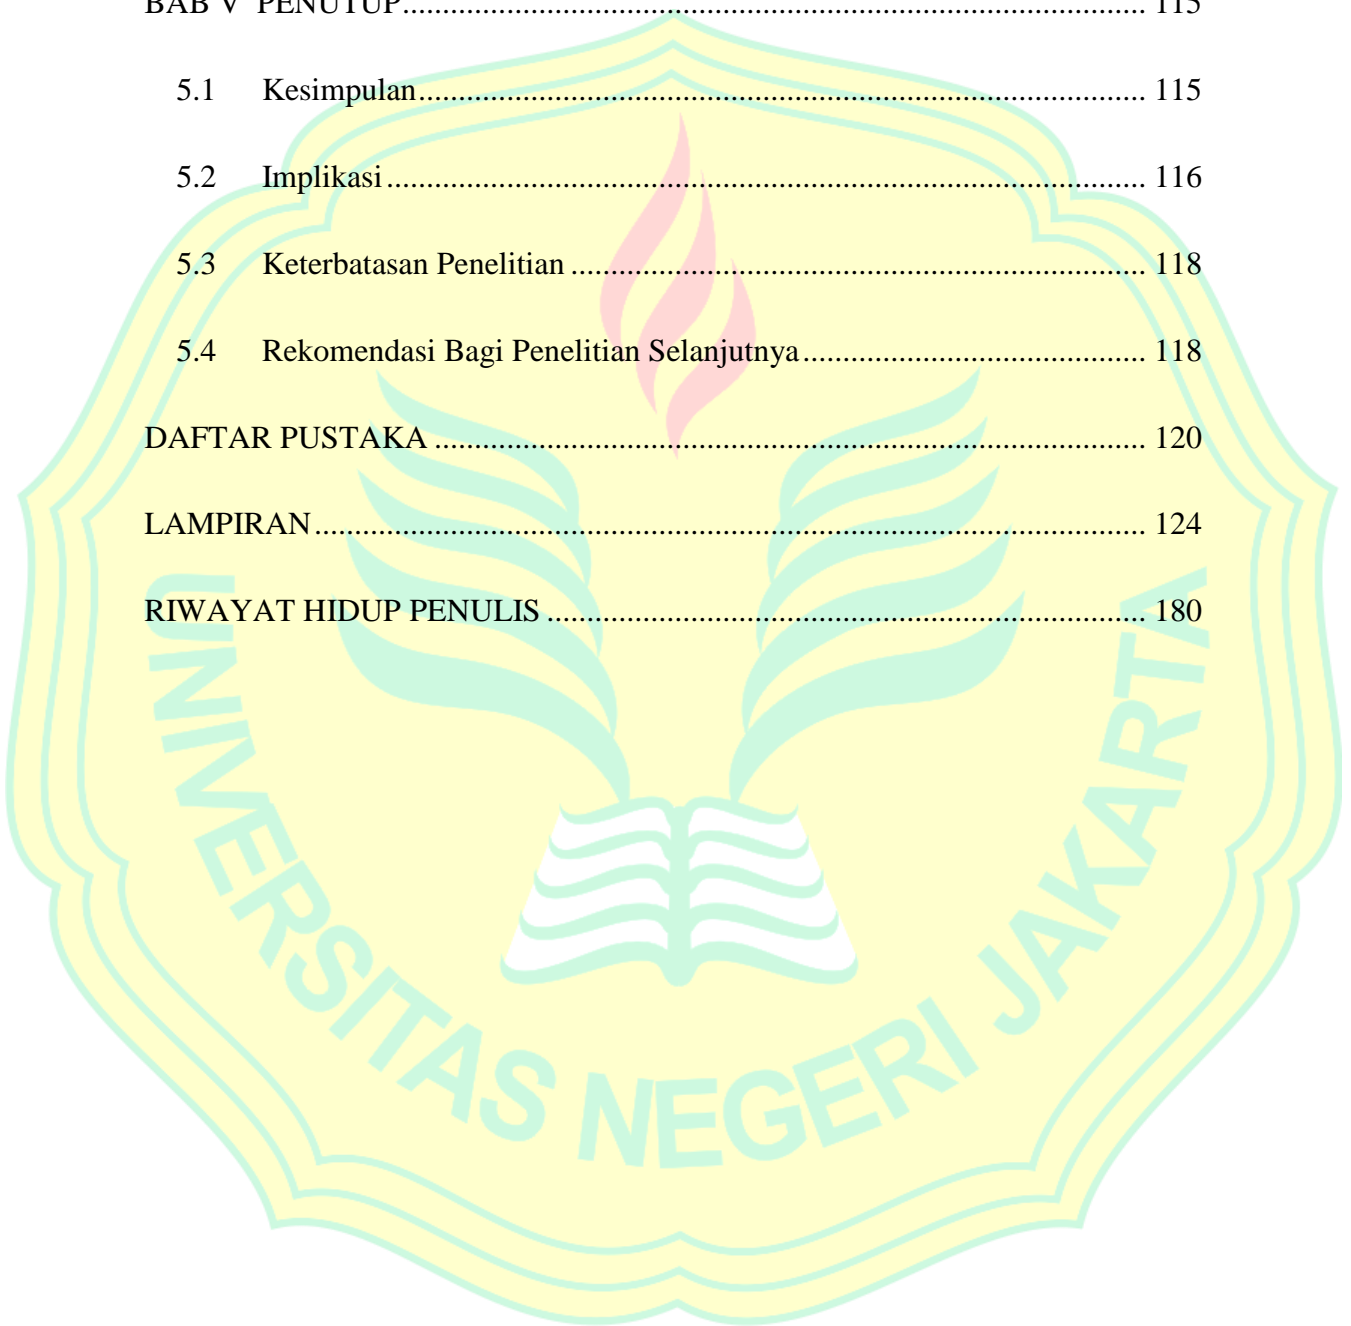 BAB V PENUTUP.............................................................................................. 115
5.1 Kesimpulan............................................................................................ 115
5.2 Implikasi................................................................................................ 116
5.3 Keterbatasan Penelitian ......................................................................... 118
5.4 Rekomendasi Bagi Penelitian Selanjutnya............................................ 118
DAFTAR PUSTAKA .......................................................................................... 120
LAMPIRAN......................................................................................................... 124
RIWAYAT HIDUP PENULIS ............................................................................ 180
UNIVERSITAS NEGERI JAKARTA